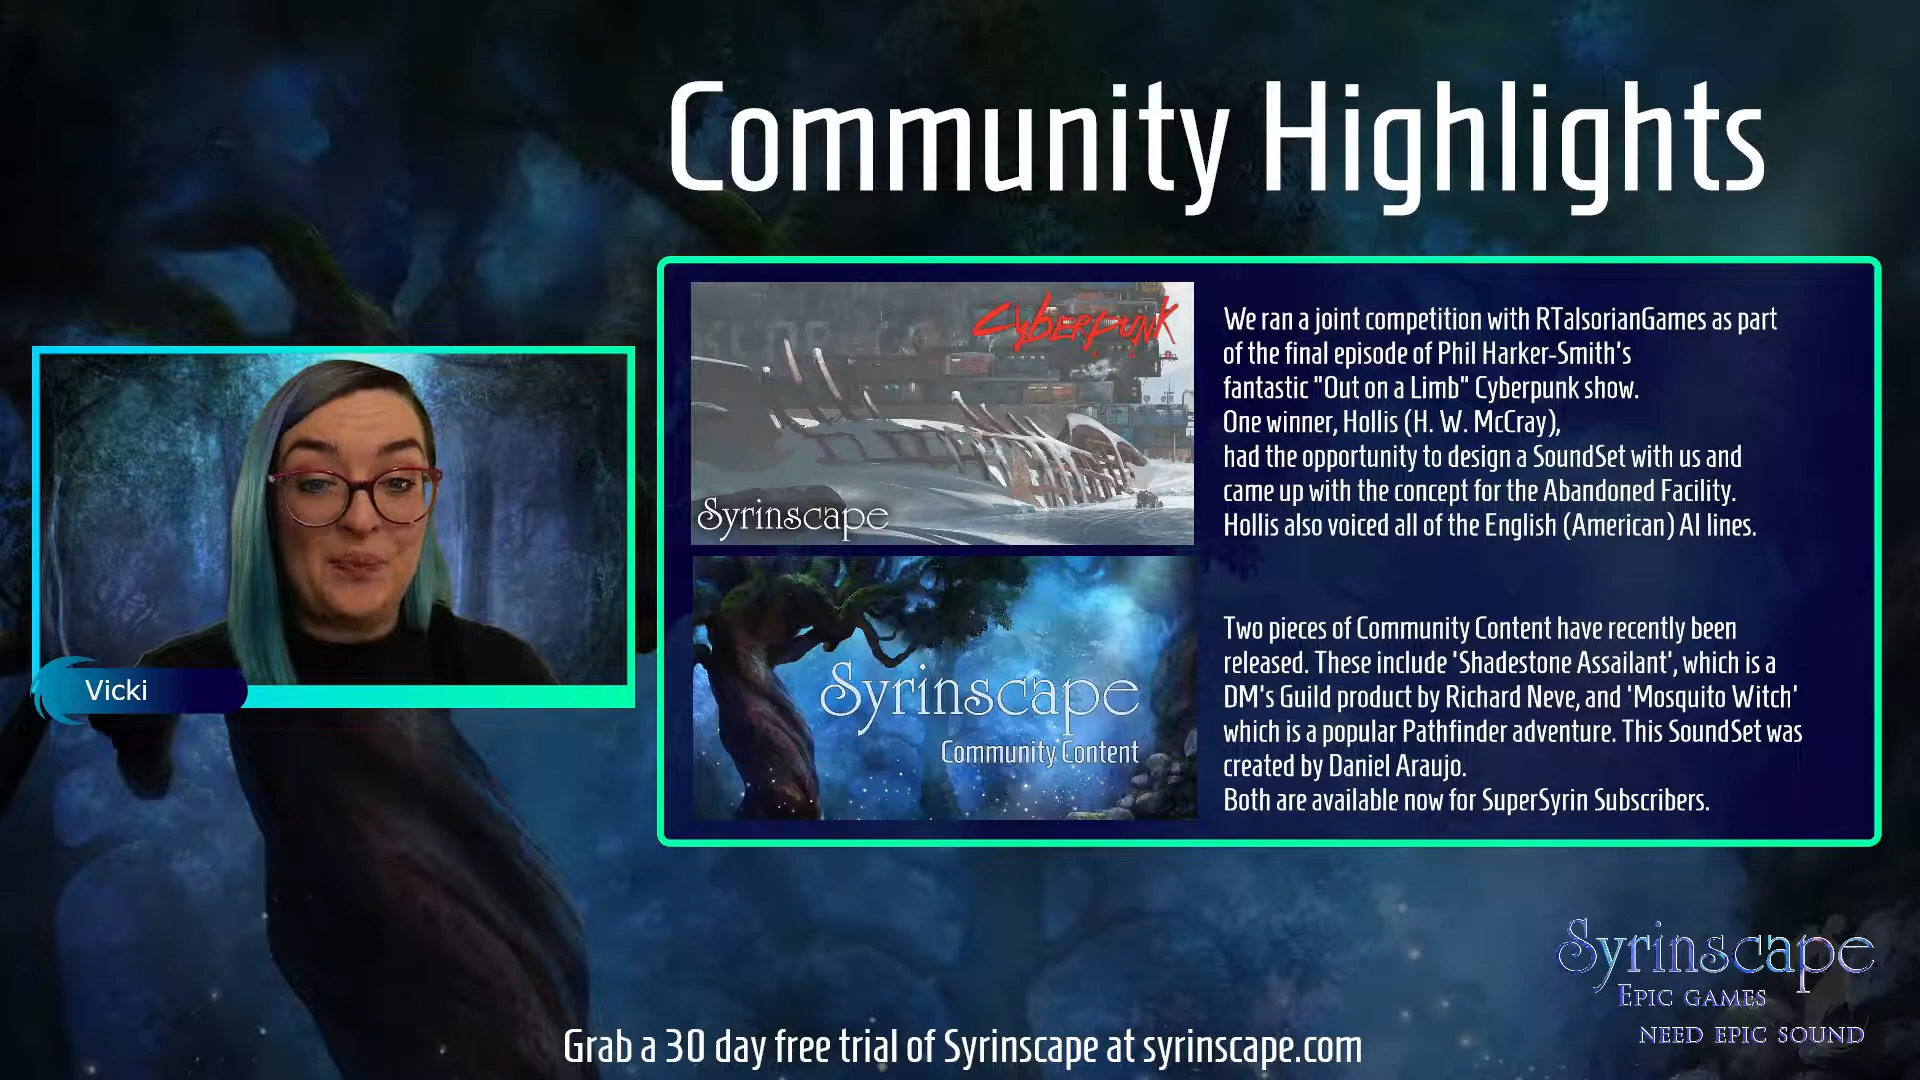 Community Highlights
CYBERPUNK
Syrinscape
We ran a joint competition with RTalsorianGames as part
of the final episode of Phil Harker-Smith's
fantastic "Out on a Limb" Cyberpunk show.
One winner, Hollis (H. W. McCray),
had the opportunity to design a SoundSet with us and
came up with the concept for the Abandoned Facility.
Hollis also voiced all of the English (American) AI lines.
Vicki
Syrinscape
Community Content
Two pieces of Community Content have recently been
released. These include 'Shadestone Assailant', which is a
DM's Guild product by Richard Neve, and 'Mosquito Witch'
which is a popular Pathfinder adventure. This SoundSet was
created by Daniel Araujo.
Both are available now for SuperSyrin Subscribers.
Syrinscape
EPIC GAMES
NEED EPIC SOUND
Grab a 30 day free trial of Syrinscape at syrinscape.com